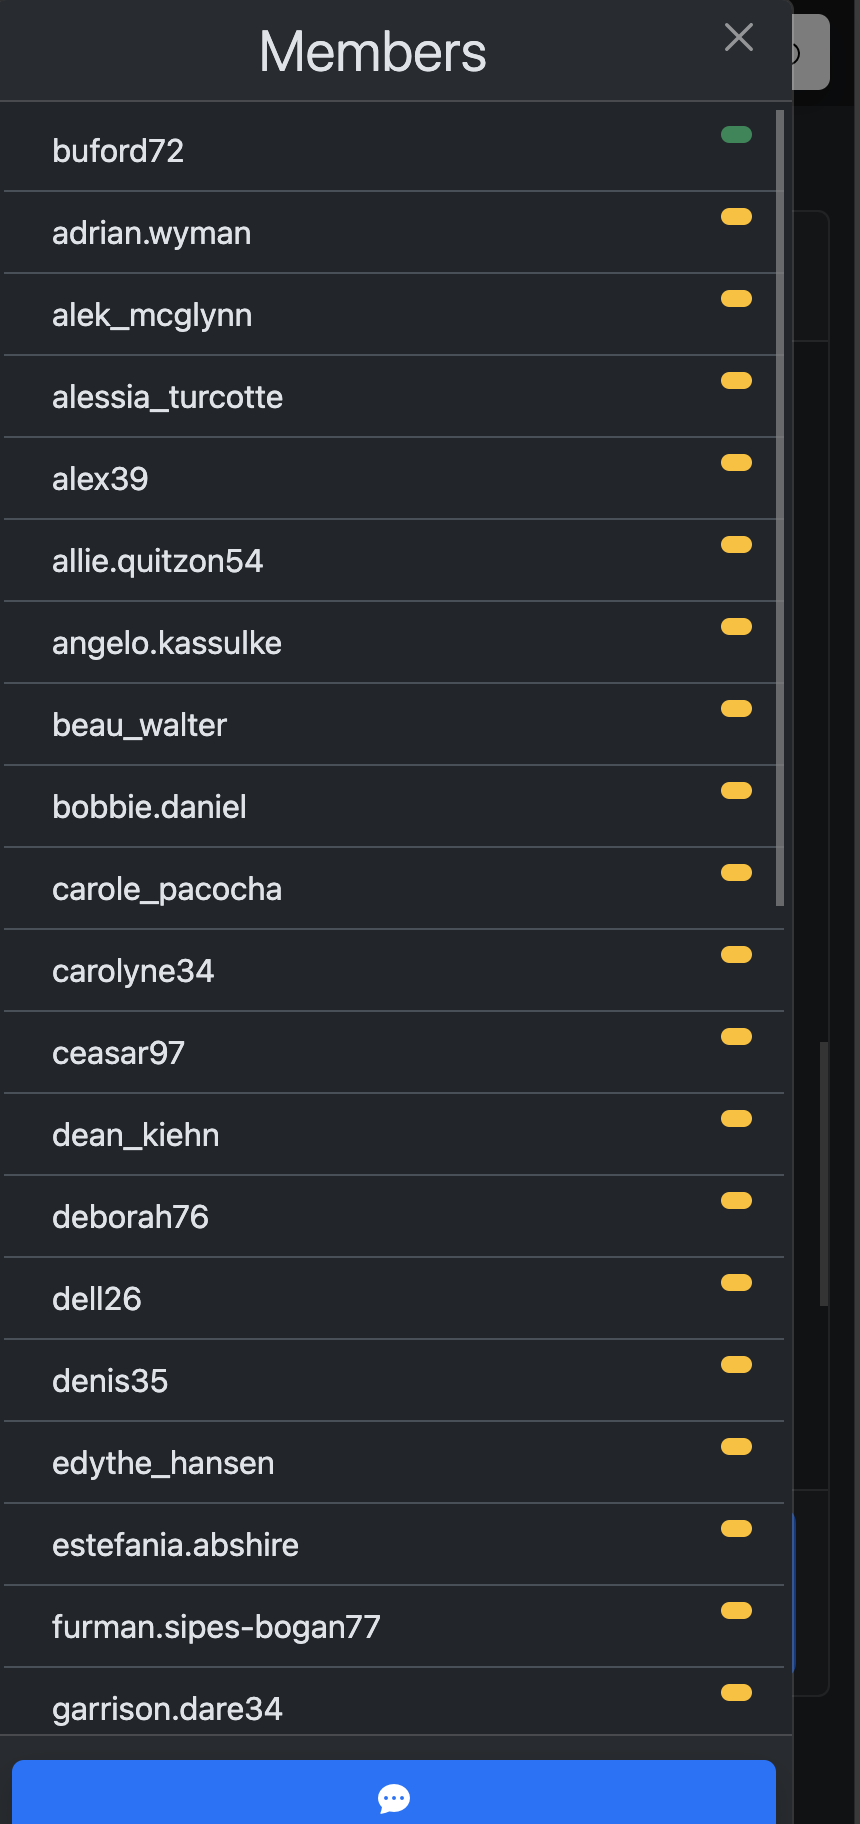 Members
buford72
adrian.wyman
alek_mcglynn
alessia_turcotte
alex39
allie.quitzon54
angelo.kassulke
beau_walter
bobbie.daniel
carole_pacocha
carolyne34
ceasar97
dean_kiehn
deborah76
dell26
denis35
edythe_hansen
estefania.abshire
furman.sipes-bogan77
garrison.dare34